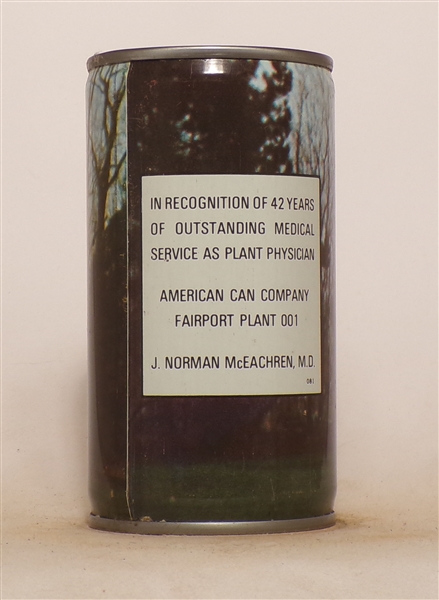 IN RECOGNITION OF 42 YEARS
OF OUTSTANDING MEDICAL
SERVICE AS PLANT PHYSICIAN
AMERICAN CAN COMPANY
FAIRPORT PLANT 001
J. NORMAN McEACHREN, M.D.
081